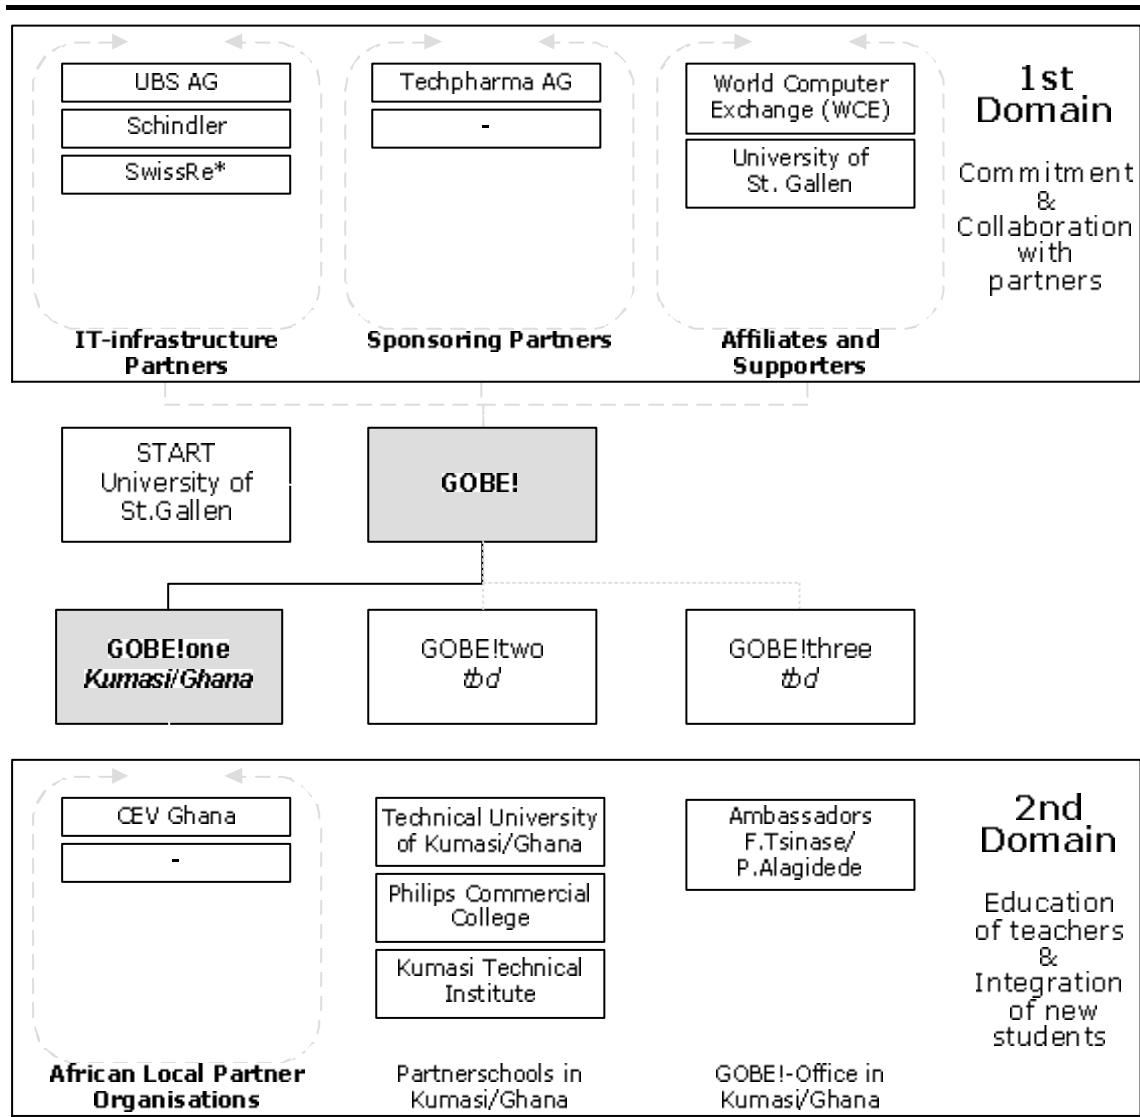 UBS AG
Schindler
SwissRe*
IT-infrastructure
Partners
Techpharma AG
-
Sponsoring Partners
World Computer
Exchange (WCE)
University of
St. Gallen
Affiliates and
Supporters
1st
Domain
Commitment
&
Collaboration
with
partners
START
University of
St.Gallen
GOBE!
GOBE!one
Kumasi/Ghana
GOBE!two
tbd
GOBE!three
tbd
CEV Ghana
-
African Local Partner
Organisations
Technical University
of Kumasi/Ghana
Philips Commercial
College
Kumasi Technical
Institute
Partnerschools in
Kumasi/Ghana
Ambassadors
F.Tsinase/
P.Alagidede
GOBE!-Office in
Kumasi/Ghana
2nd
Domain
Education
of teachers
&
Integration
of new
students